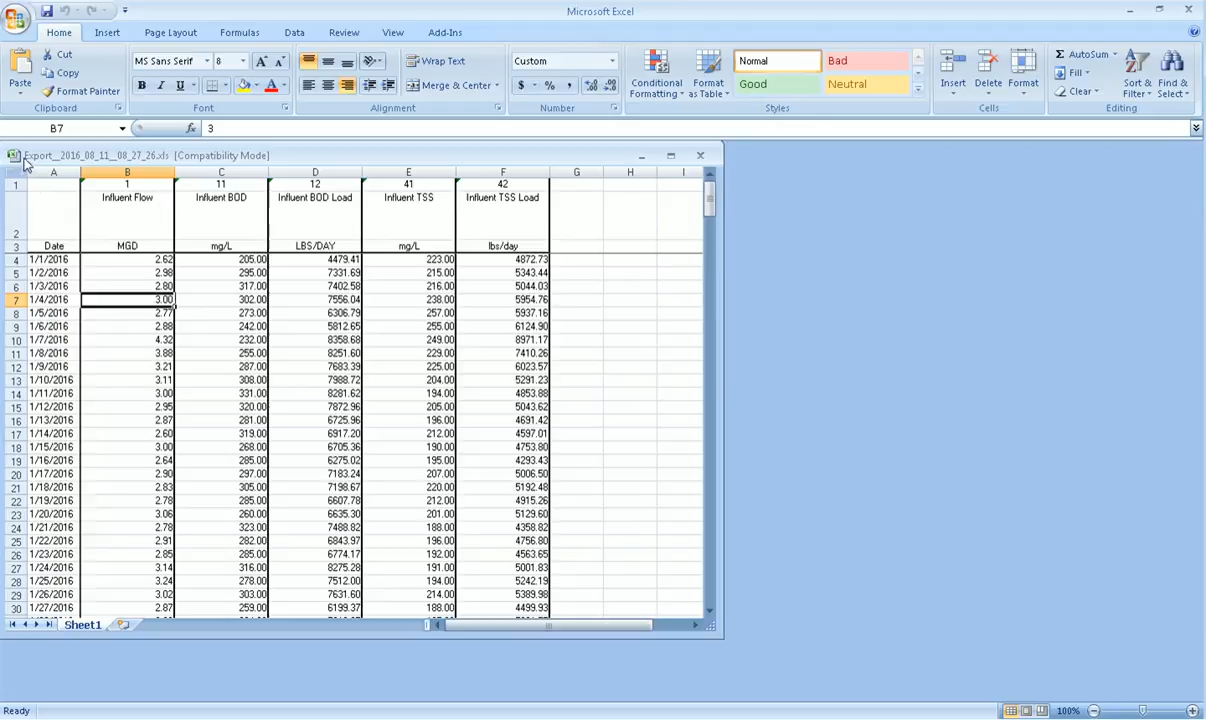 Microsoft Excel
Home Insert Page Layout Formulas Data Review View Add-Ins
Paste Cut Copy Format Painter
MS Sans Serif 8 Wrap Text Merge & Center
Custom $ % , Conditional Formatting Format as Table
Normal Bad Good Neutral
Insert Delete Format
Σ AutoSum Fill Clear Sort & Filter Find & Select
Clipboard Font Alignment Number Styles Cells Editing
B7 fx 3
Export__2016_08_11__08_27_26.xls [Compatibility Mode]
A B C D E F G H I
1 1 11 12 41 42
2 Influent Flow Influent BOD Influent BOD Load Influent TSS Influent TSS Load
3 Date MGD mg/L LBS/DAY mg/L lbs/day
4 1/1/2016 2.62 205.00 4479.41 223.00 4872.73
5 1/2/2016 2.98 295.00 7331.69 215.00 5343.44
6 1/3/2016 2.80 317.00 7402.58 216.00 5044.03
7 1/4/2016 3.00 302.00 7556.04 238.00 5954.76
8 1/5/2016 2.77 273.00 6306.79 257.00 5937.16
9 1/6/2016 2.88 242.00 5812.65 255.00 6124.90
10 1/7/2016 4.32 232.00 8358.68 249.00 8971.17
11 1/8/2016 3.88 255.00 8251.60 229.00 7410.26
12 1/9/2016 3.21 287.00 7683.39 225.00 6023.57
13 1/10/2016 3.11 308.00 7988.72 204.00 5291.23
14 1/11/2016 3.00 331.00 8281.62 194.00 4853.88
15 1/12/2016 2.95 320.00 7872.96 205.00 5043.62
16 1/13/2016 2.87 281.00 6725.96 196.00 4691.42
17 1/14/2016 2.60 319.00 6917.20 212.00 4597.01
18 1/15/2016 3.00 268.00 6705.36 190.00 4753.80
19 1/16/2016 2.64 285.00 6275.02 195.00 4293.43
20 1/17/2016 2.90 297.00 7183.24 207.00 5006.50
21 1/18/2016 2.83 305.00 7198.67 220.00 5192.48
22 1/19/2016 2.78 285.00 6607.78 212.00 4915.26
23 1/20/2016 3.06 260.00 6635.30 201.00 5129.60
24 1/21/2016 2.78 323.00 7488.82 188.00 4358.82
25 1/22/2016 2.91 282.00 6843.97 196.00 4756.80
26 1/23/2016 2.85 285.00 6774.17 192.00 4563.65
27 1/24/2016 3.14 316.00 8275.28 191.00 5001.83
28 1/25/2016 3.24 278.00 7512.00 194.00 5242.19
29 1/26/2016 3.02 303.00 7631.60 214.00 5389.98
30 1/27/2016 2.87 259.00 6199.37 188.00 4499.93
Sheet1
Ready 100%